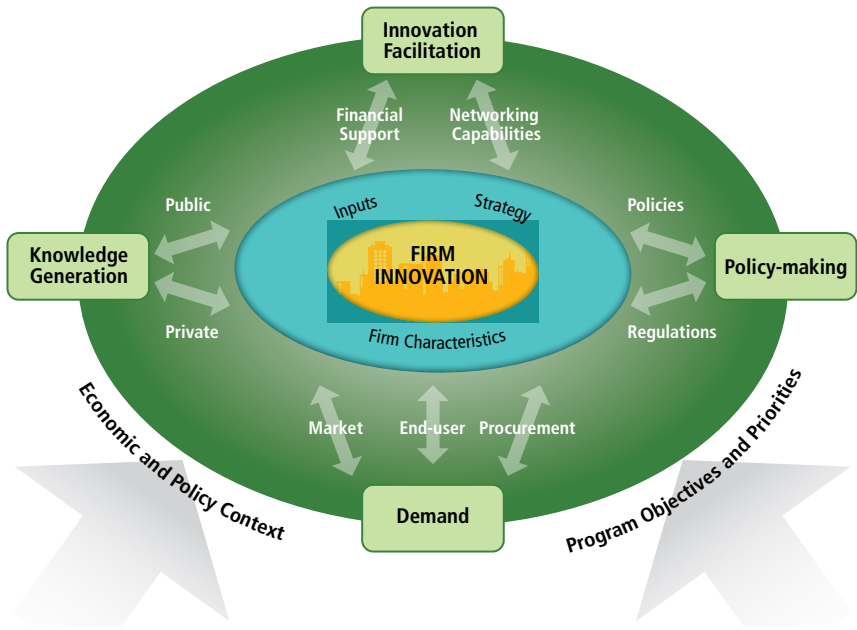 Innovation
Facilitation
Financial
Support
Networking
Capabilities
Public
Inputs
Strategy
Policies
Knowledge
Generation
FIRM
INNOVATION
Policy-making
Private
Firm Characteristics
Regulations
Market
End-user
Procurement
Economic and Policy Context
Demand
Program Objectives and Priorities